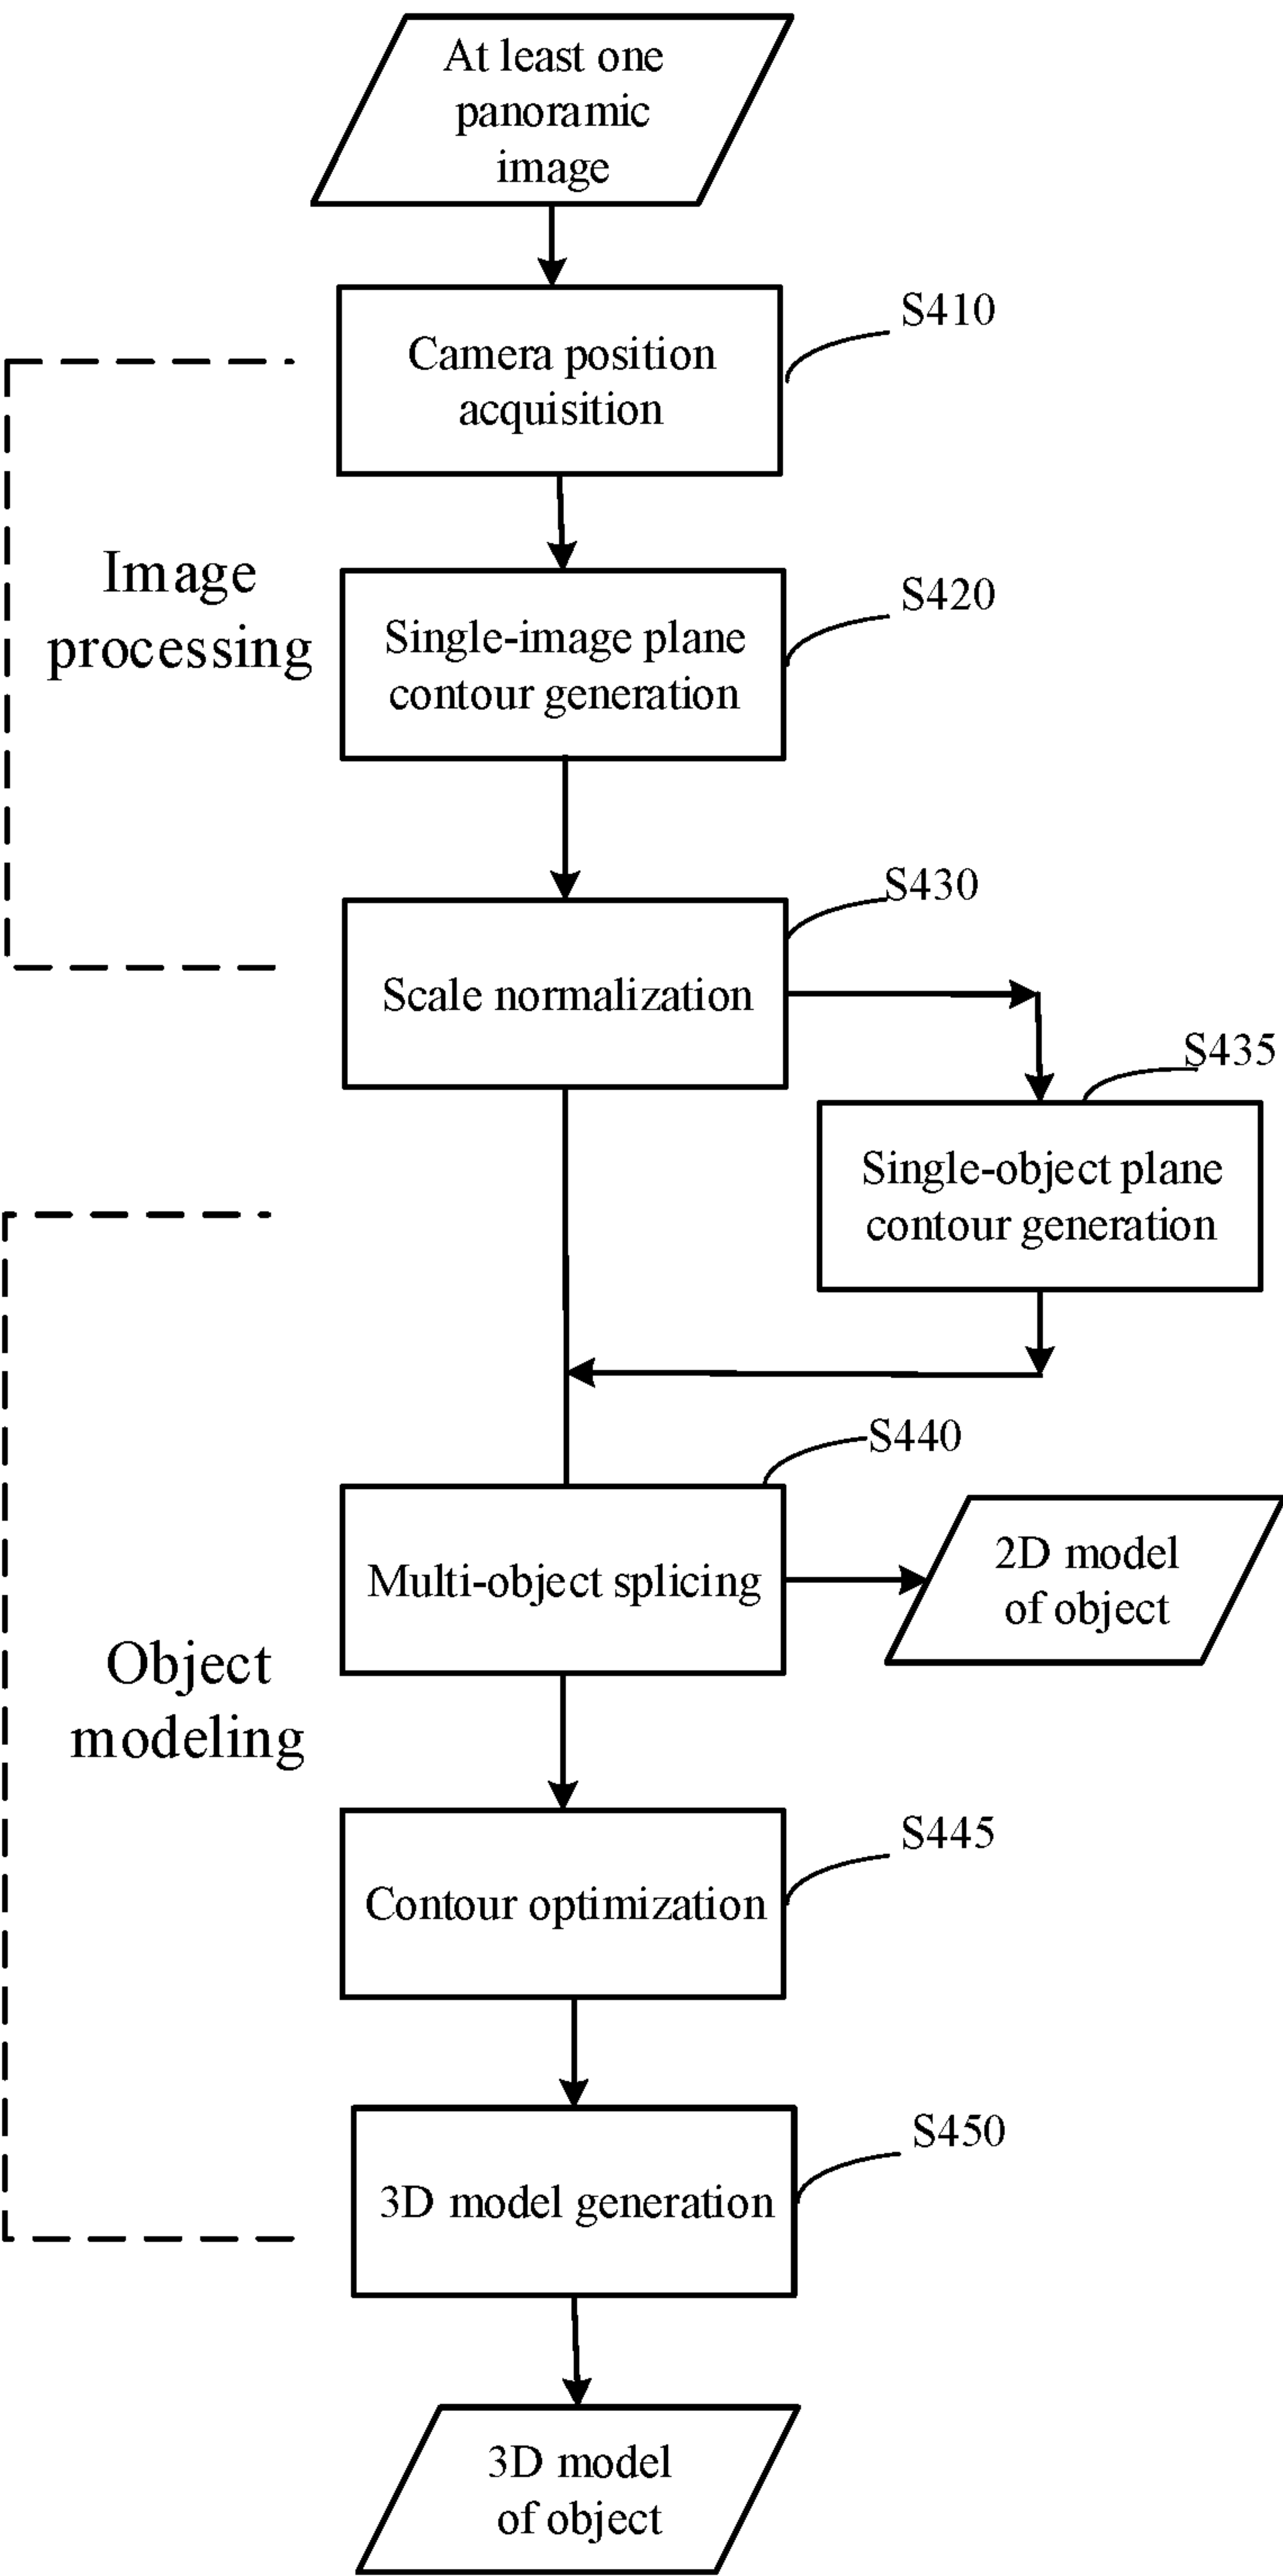 At least one
panoramic
image
S410
Camera position
acquisition
Image
processing
S420
Single-image plane
contour generation
S430
Scale normalization
S435
Single-object plane
contour generation
S440
Multi-object splicing
2D model
of object
Object
modeling
S445
Contour optimization
S450
3D model generation
3D model
of object